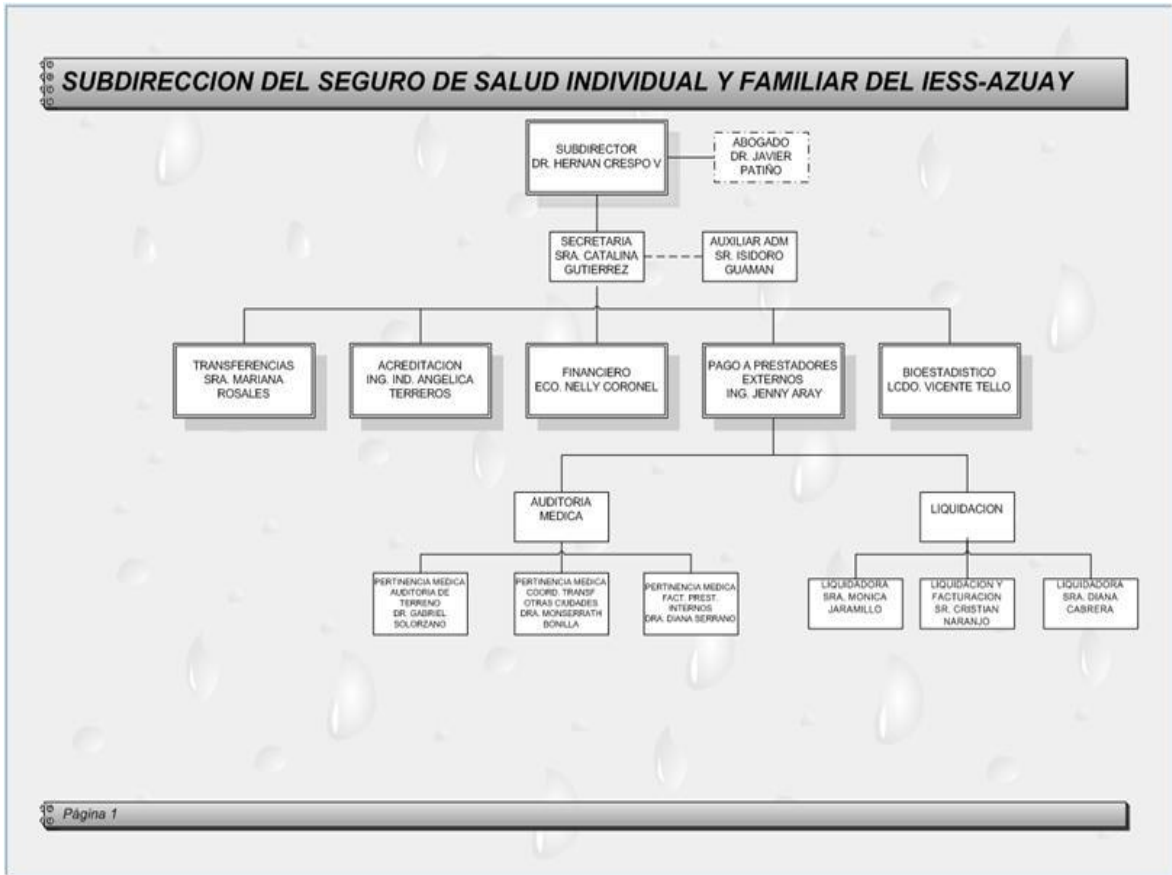 SUBDIRECCION DEL SEGURO DE SALUD INDIVIDUAL Y FAMILIAR DEL IESS-AZUAY
SUBDIRECTOR
DR. HERNAN CRESPO V
ABOGADO
DR. JAVIER
PATIÑO
SECRETARIA
SRA. CATALINA
GUTIERREZ
AUXILIAR ADM
SR. ISIDORO
GUAMAN
TRANSFERENCIAS
SRA. MARIANA
ROSALES
ACREDITACION
ING. IND. ANGELICA
TERREROS
FINANCIERO
ECO. NELLY CORONEL
PAGO A PRESTADORES
EXTERNOS
ING. JENNY ARAY
BIOESTADISTICO
LCDO. VICENTE TELLO
AUDITORIA
MEDICA
LIQUIDACION
PERTINENCIA MEDICA
AUDITORIA DE
TERRENO
DR. GABRIEL
SOLORZANO
PERTINENCIA MEDICA
COORD. TRANSF
OTRAS CIUDADES
DRA. MONSERRATH
BONILLA
PERTINENCIA MEDICA
FACT. PREST.
INTERNOS
DRA. DIANA SERRANO
LIQUIDADORA
SRA. MONICA
JARAMILLO
LIQUIDACION Y
FACTURACION
SR. CRISTIAN
NARANJO
LIQUIDADORA
SRA. DIANA
CABRERA
Página 1